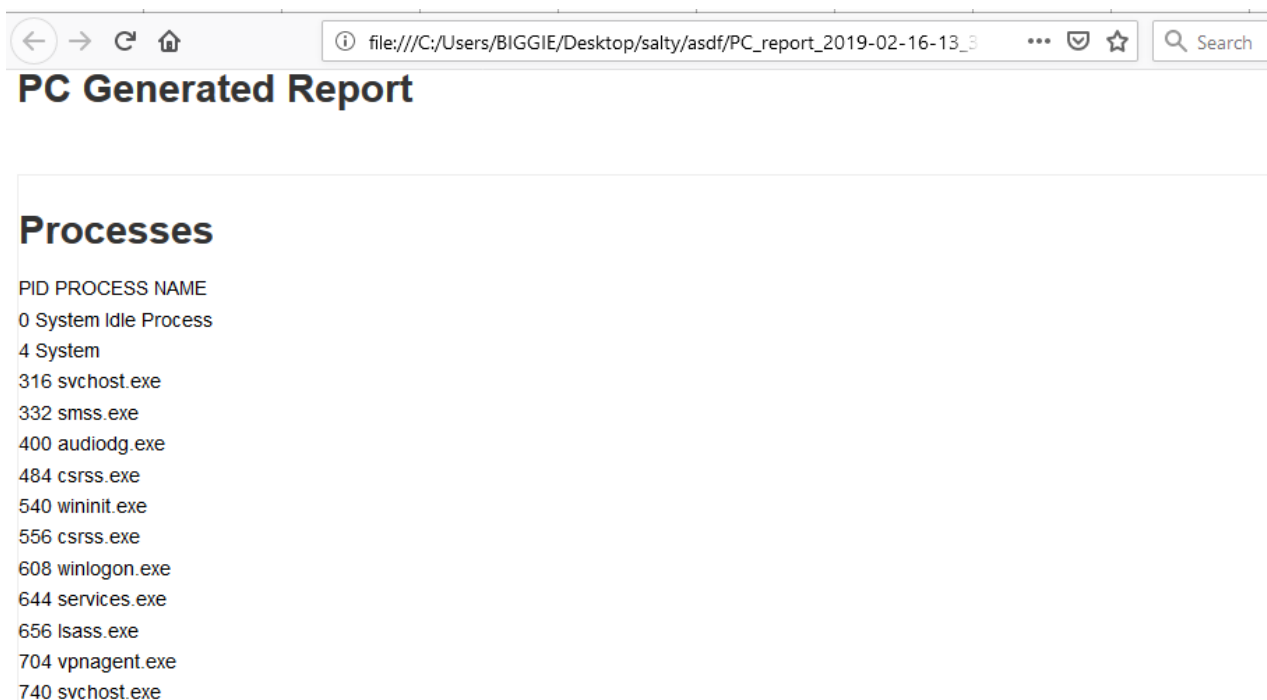 file:///C:/Users/BIGGIE/Desktop/salty/asdf/PC_report_2019-02-16-13_3
Search
PC Generated Report
Processes
PID PROCESS NAME
0 System Idle Process
4 System
316 svchost.exe
332 smss.exe
400 audiodg.exe
484 csrss.exe
540 wininit.exe
556 csrss.exe
608 winlogon.exe
644 services.exe
656 lsass.exe
704 vpnagent.exe
740 svchost.exe